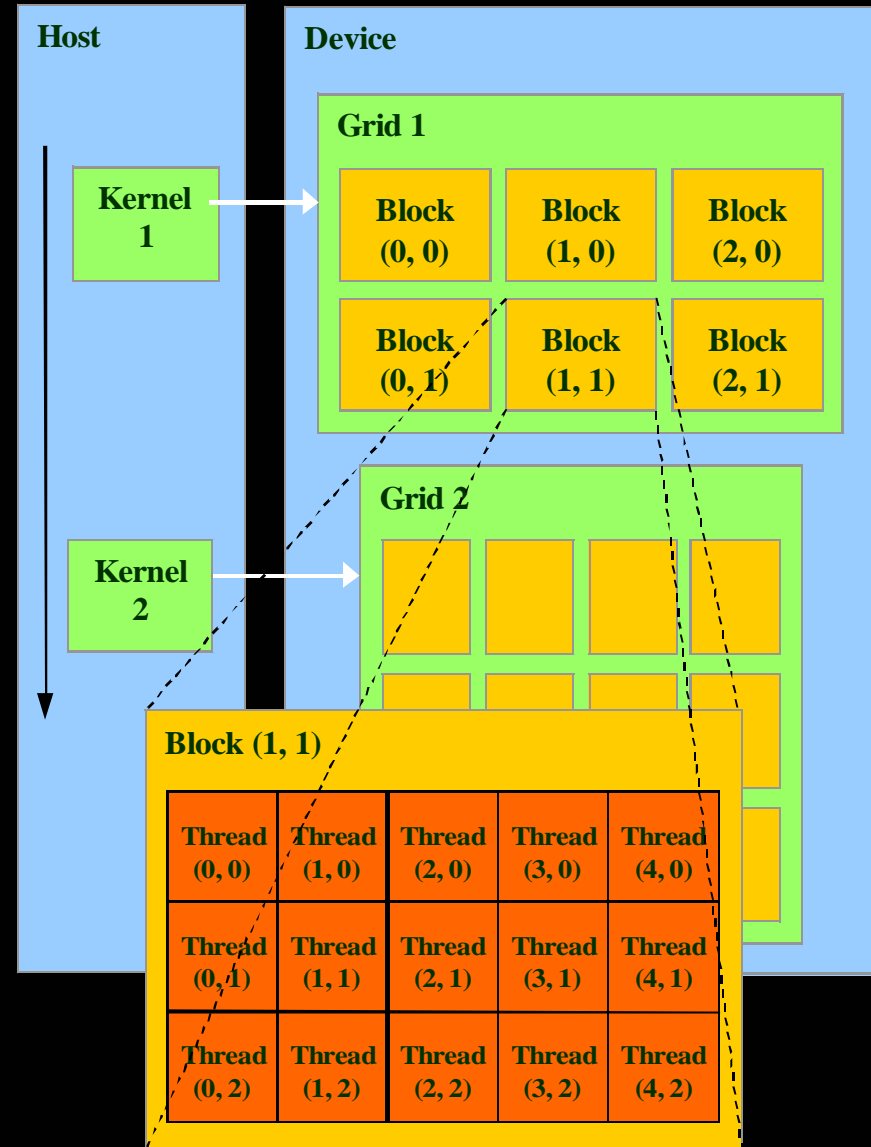 Host
Device
Grid 1
Kernel
1
Block
(0, 0)
Block
(1, 0)
Block
(2, 0)
Block
(0, 1)
Block
(1, 1)
Block
(2, 1)
Grid 2
Kernel
2
Block (1, 1)
Thread
(0, 0)
Thread
(1, 0)
Thread
(2, 0)
Thread
(3, 0)
Thread
(4, 0)
Thread
(0, 1)
Thread
(1, 1)
Thread
(2, 1)
Thread
(3, 1)
Thread
(4, 1)
Thread
(0, 2)
Thread
(1, 2)
Thread
(2, 2)
Thread
(3, 2)
Thread
(4, 2)